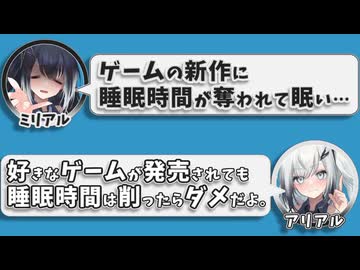 ゲームの新作に
睡眠時間が奪われて眠い…
ミリアル
好きなゲームが発売されても
睡眠時間は削ったらダメだよ。
アリアル